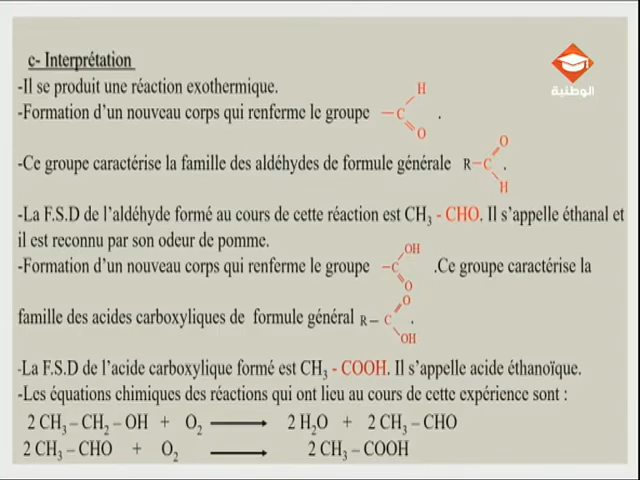 c- Interprétation
-Il se produit une réaction exothermique.
-Formation d'un nouveau corps qui renferme le groupe – C H O .
-Ce groupe caractérise la famille des aldéhydes de formule générale R – C O H .
-La F.S.D de l'aldéhyde formé au cours de cette réaction est CH3 - CHO. Il s'appelle éthanal et
il est reconnu par son odeur de pomme.
-Formation d'un nouveau corps qui renferme le groupe – C OH O .Ce groupe caractérise la
famille des acides carboxyliques de formule général R – C O OH .
-La F.S.D de l'acide carboxylique formé est CH3 - COOH. Il s'appelle acide éthanoïque.
-Les équations chimiques des réactions qui ont lieu au cours de cette expérience sont :
2 CH3 – CH2 – OH + O2 ⟶ 2 H2O + 2 CH3 – CHO
2 CH3 – CHO + O2 ⟶ 2 CH3 – COOH
الوطنية